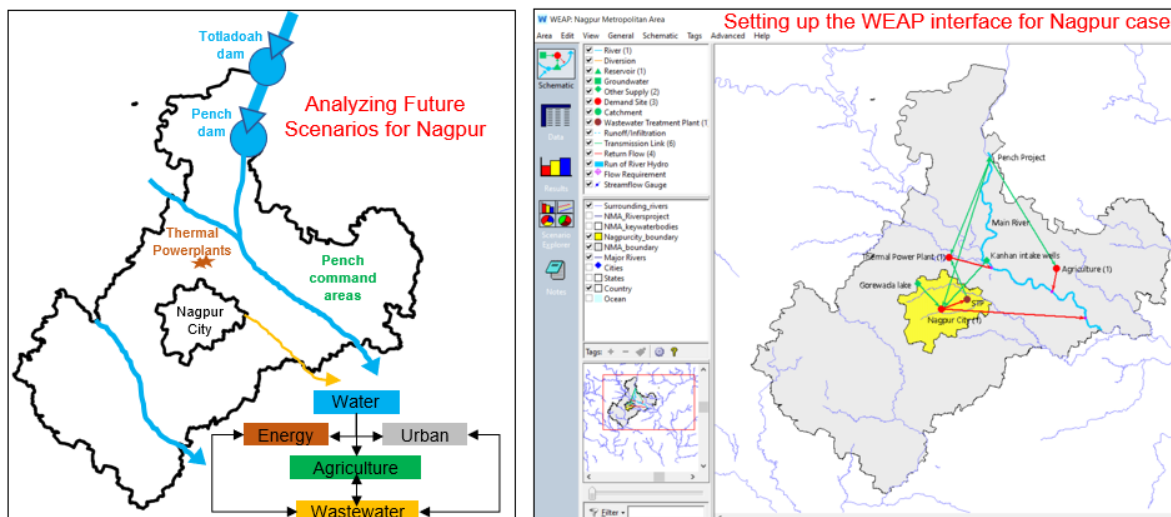 Totladoah
dam
Pench
dam
Analyzing Future
Scenarios for Nagpur
Thermal
Powerplants
Pench
command
areas
Nagpur
City
Water
Energy
Urban
Agriculture
Wastewater
WEAP: Nagpur Metropolitan Area
Setting up the WEAP interface for Nagpur case
Area Edit View General Schematic Tags Advanced Help
Schematic
Data
Results
Scenario
Explorer
Notes
River (1)
Diversion
Reservoir (1)
Groundwater
Other Supply (2)
Demand Site (3)
Catchment
Wastewater Treatment Plant (1
Runoff/Infiltration
Transmission Link (6)
Return Flow (4)
Run of River Hydro
Flow Requirement
Streamflow Gauge
Surrounding_rivers
NMA_Riversproject
NMA_keywaterbodies
Nagpurcity_boundary
NMA_boundary
Major Rivers
Cities
States
Country
Ocean
Tags:
Filter
Pench Project
Main River
Thermal Power Plant (1)
Kanhan intake wells
Agriculture (1)
Gorewada lake
STP
Nagpur City (1)